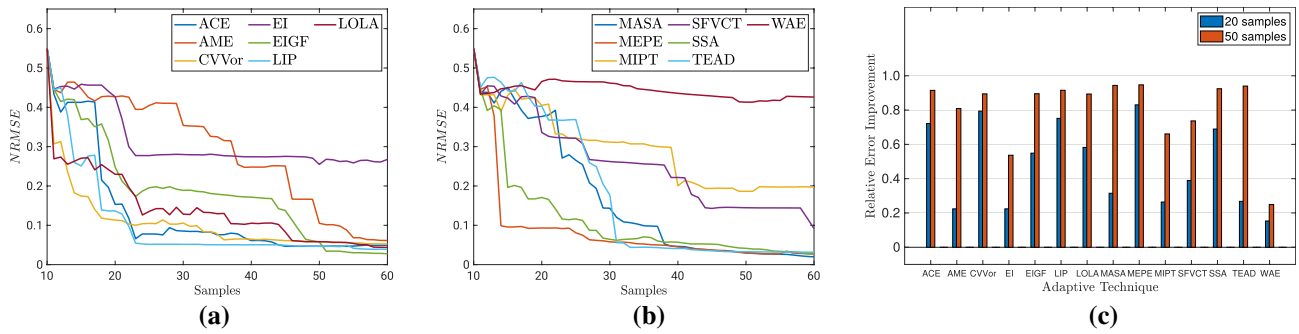 ACE EI LOLA
AME EIGF
CVVor LIP
0.6
0.5
0.4
0.3
0.2
0.1
0
NRMSE
10 20 30 40 50 60
Samples
(a)
MASA SFVCT WAE
MEPE SSA
MIPT TEAD
0.6
0.5
0.4
0.3
0.2
0.1
0
NRMSE
10 20 30 40 50 60
Samples
(b)
20 samples
50 samples
1.0
0.8
0.6
0.4
0.2
0
Relative Error Improvement
ACE AME CVVor EI EIGF LIP LOLA MASA MEPE MIPT SFVCT SSA TEAD WAE
Adaptive Technique
(c)